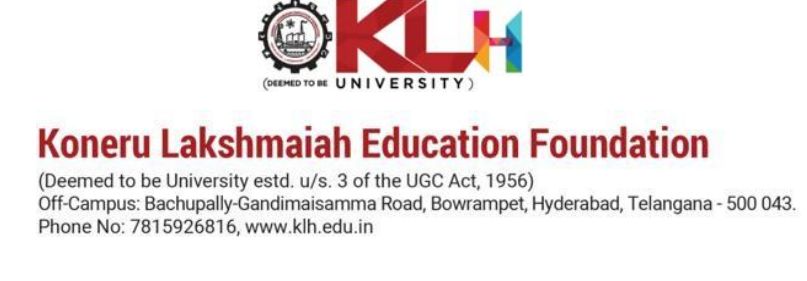 KLH
(DEEMED TO BE UNIVERSITY)
Koneru Lakshmaiah Education Foundation
(Deemed to be University estd. u/s. 3 of the UGC Act, 1956)
Off-Campus: Bachupally-Gandimaisamma Road, Bowrampet, Hyderabad, Telangana - 500 043.
Phone No: 7815926816, www.klh.edu.in